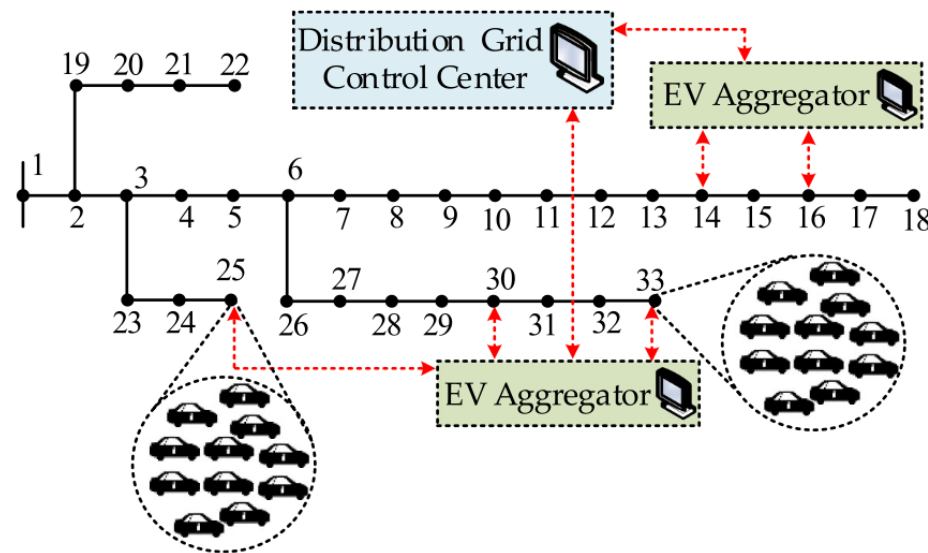 Distribution Grid
Control Center
EV Aggregator
19 20 21 22
1
3
6
2
4 5
7 8 9 10 11 12 13 14 15 16 17 18
25
27
30
33
23 24
26
28 29
31 32
EV Aggregator